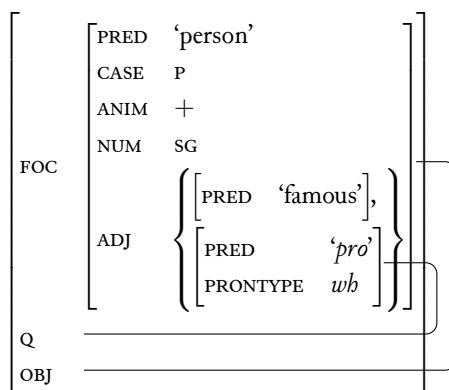 PRED ‘person’
CASE P
ANIM +
NUM SG
FOC
[PRED ‘famous’],
ADJ
PRED ‘pro’
PRONTYPE wh
Q
OBJ